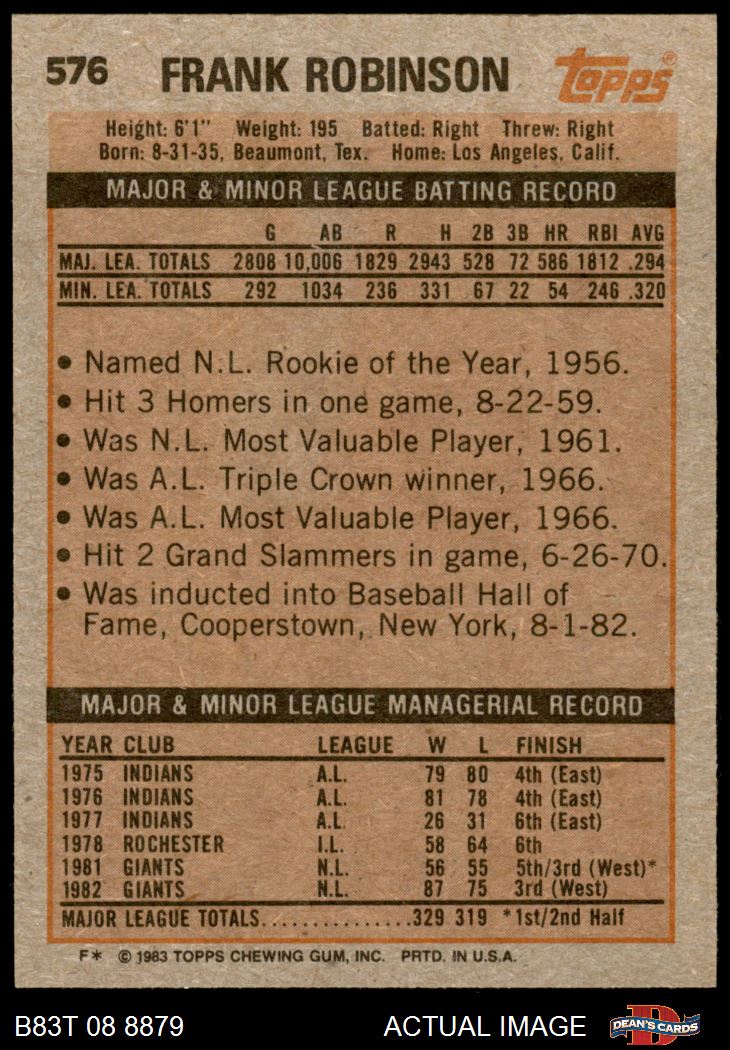 576 FRANK ROBINSON topps®
Height: 6'1" Weight: 195 Batted: Right Threw: Right
Born: 8-31-35, Beaumont, Tex. Home: Los Angeles, Calif.
MAJOR & MINOR LEAGUE BATTING RECORD
G AB R H 2B 3B HR RBI AVG
MAJ. LEA. TOTALS 2808 10,006 1829 2943 528 72 586 1812 .294
MIN. LEA. TOTALS 292 1034 236 331 67 22 54 246 .320
• Named N.L. Rookie of the Year, 1956.
• Hit 3 Homers in one game, 8-22-59.
• Was N.L. Most Valuable Player, 1961.
• Was A.L. Triple Crown winner, 1966.
• Was A.L. Most Valuable Player, 1966.
• Hit 2 Grand Slammers in game, 6-26-70.
• Was inducted into Baseball Hall of
Fame, Cooperstown, New York, 8-1-82.
MAJOR & MINOR LEAGUE MANAGERIAL RECORD
YEAR CLUB LEAGUE W L FINISH
1975 INDIANS A.L. 79 80 4th (East)
1976 INDIANS A.L. 81 78 4th (East)
1977 INDIANS A.L. 26 31 6th (East)
1978 ROCHESTER I.L. 58 64 6th
1981 GIANTS N.L. 56 55 5th/3rd (West)*
1982 GIANTS N.L. 87 75 3rd (West)
MAJOR LEAGUE TOTALS................329 319 *1st/2nd Half
F* © 1983 TOPPS CHEWING GUM, INC. PRTD. IN U.S.A.
B83T 08 8879 ACTUAL IMAGE D DEAN'S CARDS